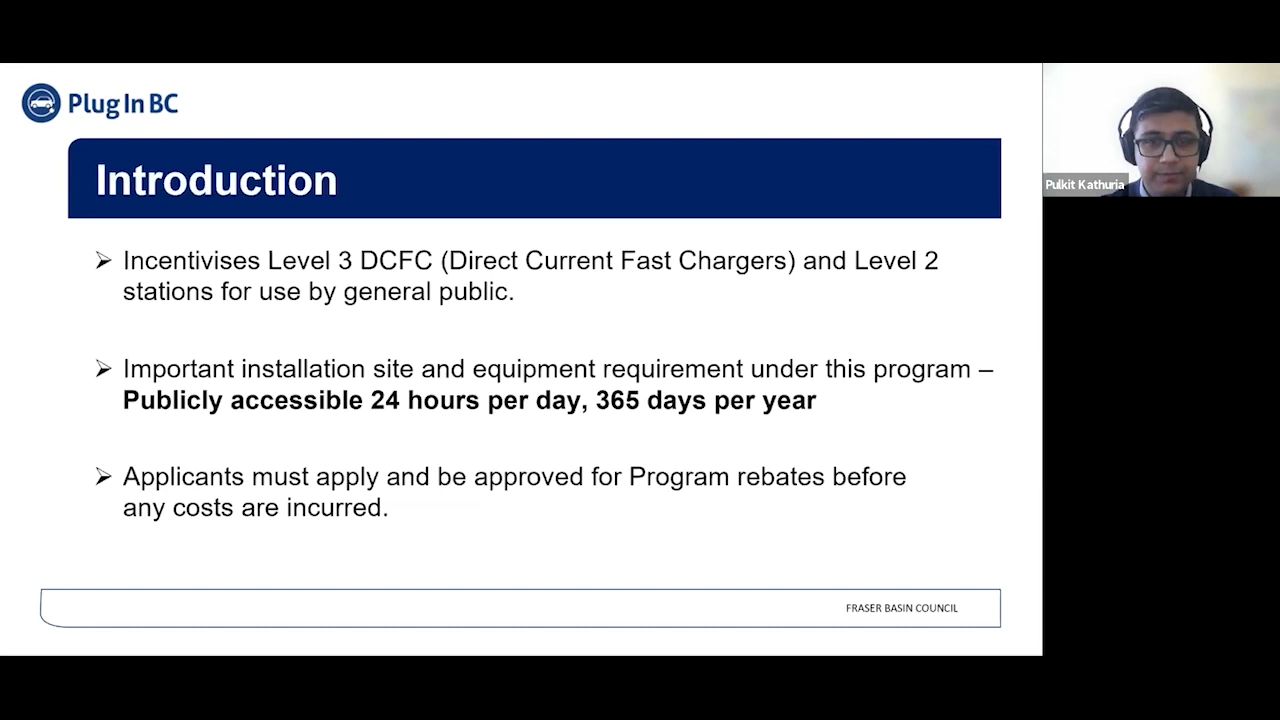 Plug In BC
Introduction
➢ Incentivises Level 3 DCFC (Direct Current Fast Chargers) and Level 2
stations for use by general public.
➢ Important installation site and equipment requirement under this program –
Publicly accessible 24 hours per day, 365 days per year
➢ Applicants must apply and be approved for Program rebates before
any costs are incurred.
FRASER BASIN COUNCIL
Pulkit Kathuria